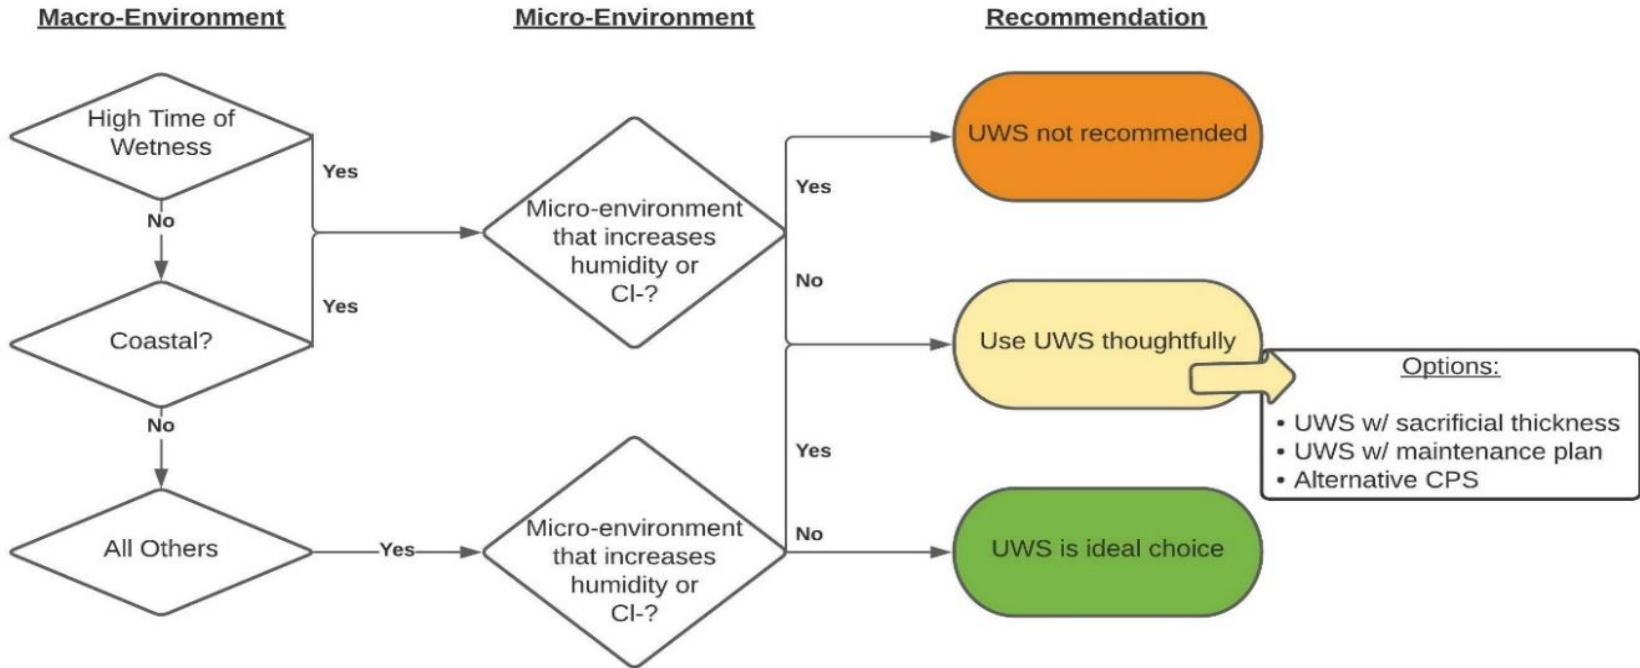 Macro-Environment
Micro-Environment
Recommendation
High Time of
Wetness
Yes
No
Coastal?
Yes
No
All Others
Yes
Micro-environment
that increases
humidity or
Cl-?
Yes
No
Micro-environment
that increases
humidity or
Cl-?
Yes
No
UWS not recommended
Use UWS thoughtfully
Options:
• UWS w/ sacrificial thickness
• UWS w/ maintenance plan
• Alternative CPS
UWS is ideal choice